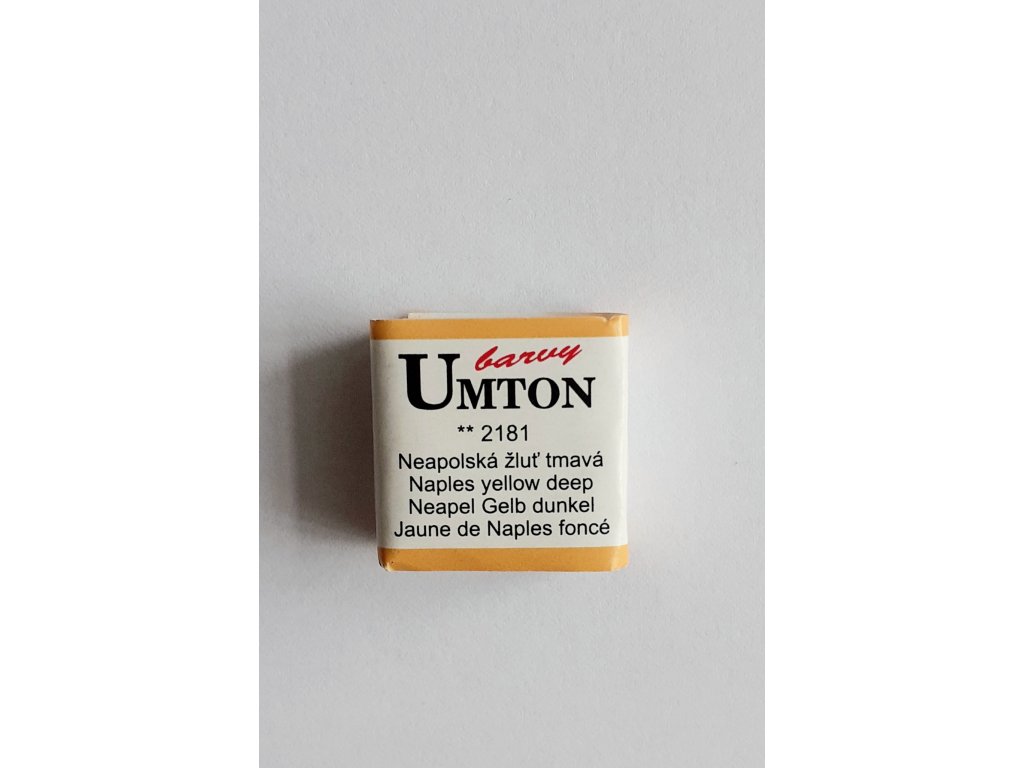 barvy
UMTON
** 2181
Neapolská žluť tmavá
Naples yellow deep
Neapel Gelb dunkel
Jaune de Naples foncé